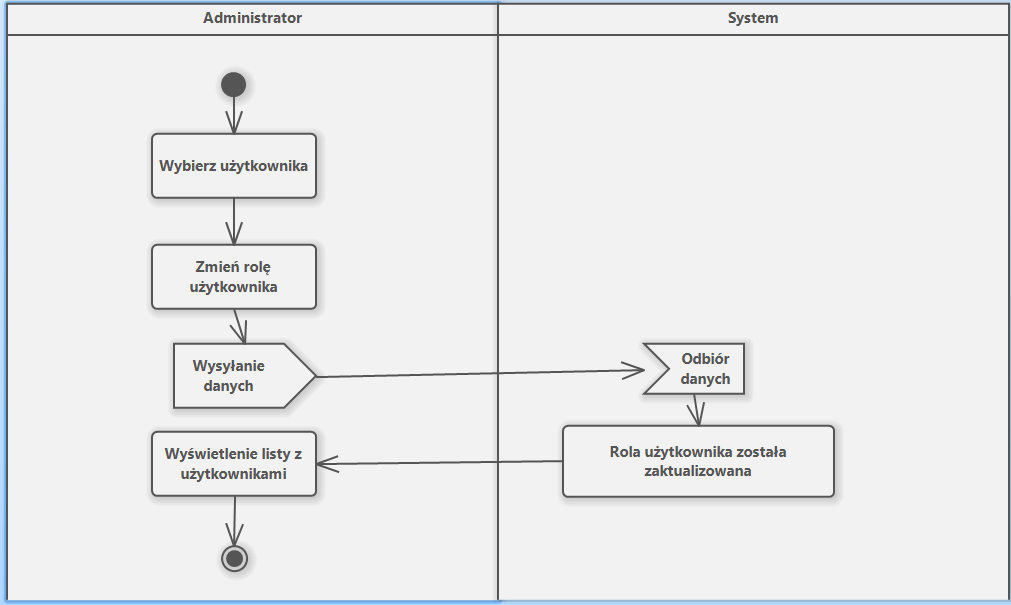 Administrator
System
Wybierz użytkownika
Zmień rolę
użytkownika
Wysyłanie
danych
Odbiór
danych
Wyświetlenie listy z
użytkownikami
Rola użytkownika została
zaktualizowana